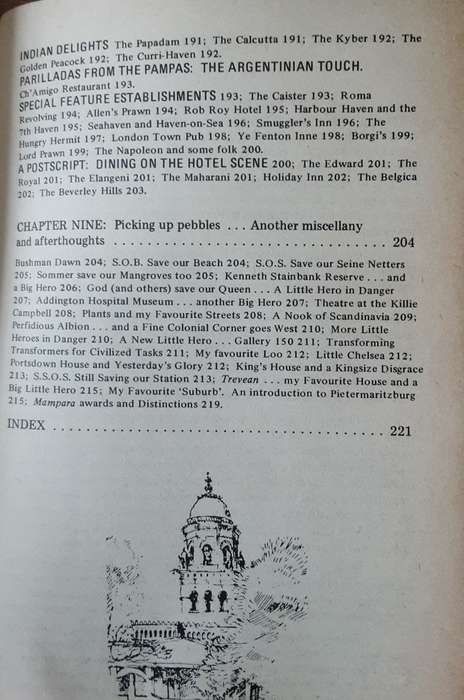 INDIAN DELIGHTS The Papadam 191; The Calcutta 191; The Kyber 192; The
Golden Peacock 192; The Curri-Haven 192.
PARILLADAS FROM THE PAMPAS: THE ARGENTINIAN TOUCH.
Ch'Amigo Restaurant 193.
SPECIAL FEATURE ESTABLISHMENTS 193; The Caister 193; Roma
Revolving 194; Allen's Prawn 194; Rob Roy Hotel 195; Harbour Haven and the
7th Haven 195; Seahaven and Haven-on-Sea 196; Smuggler's Inn 196; The
Hungry Hermit 197; London Town Pub 198; Ye Fenton Inne 198; Borgi's 199;
Lord Prawn 199; The Napoleon and some folk 200.
A POSTSCRIPT: DINING ON THE HOTEL SCENE 200; The Edward 201; The
Royal 201; The Elangeni 201; The Maharani 201; Holiday Inn 202; The Belgica
202; The Beverley Hills 203.
CHAPTER NINE: Picking up pebbles ... Another miscellany
and afterthoughts ................................ 204
Bushman Dawn 204; S.O.B. Save our Beach 204; S.O.S. Save our Seine Netters
205; Sommer save our Mangroves too 205; Kenneth Stainbank Reserve ... and
a Big Hero 206; God (and others) save our Queen ... A Little Hero in Danger
207; Addington Hospital Museum ... another Big Hero 207; Theatre at the Killie
Campbell 208; Plants and my Favourite Streets 208; A Nook of Scandinavia 209;
Perfidious Albion ... and a Fine Colonial Corner goes West 210; More Little
Heroes in Danger 210; A New Little Hero ... Gallery 150 211; Transforming
Transformers for Civilized Tasks 211; My favourite Loo 212; Little Chelsea 212;
Portsdown House and Yesterday's Glory 212; King's House and a Kingsize Disgrace
213; S.O.S. Still Saving our Station 213; Trevean ... my Favourite House and a
Big Little Hero 215; My Favourite 'Suburb'. An introduction to Pietermaritzburg
215; Mampara awards and Distinctions 219.
INDEX ...................................... 221